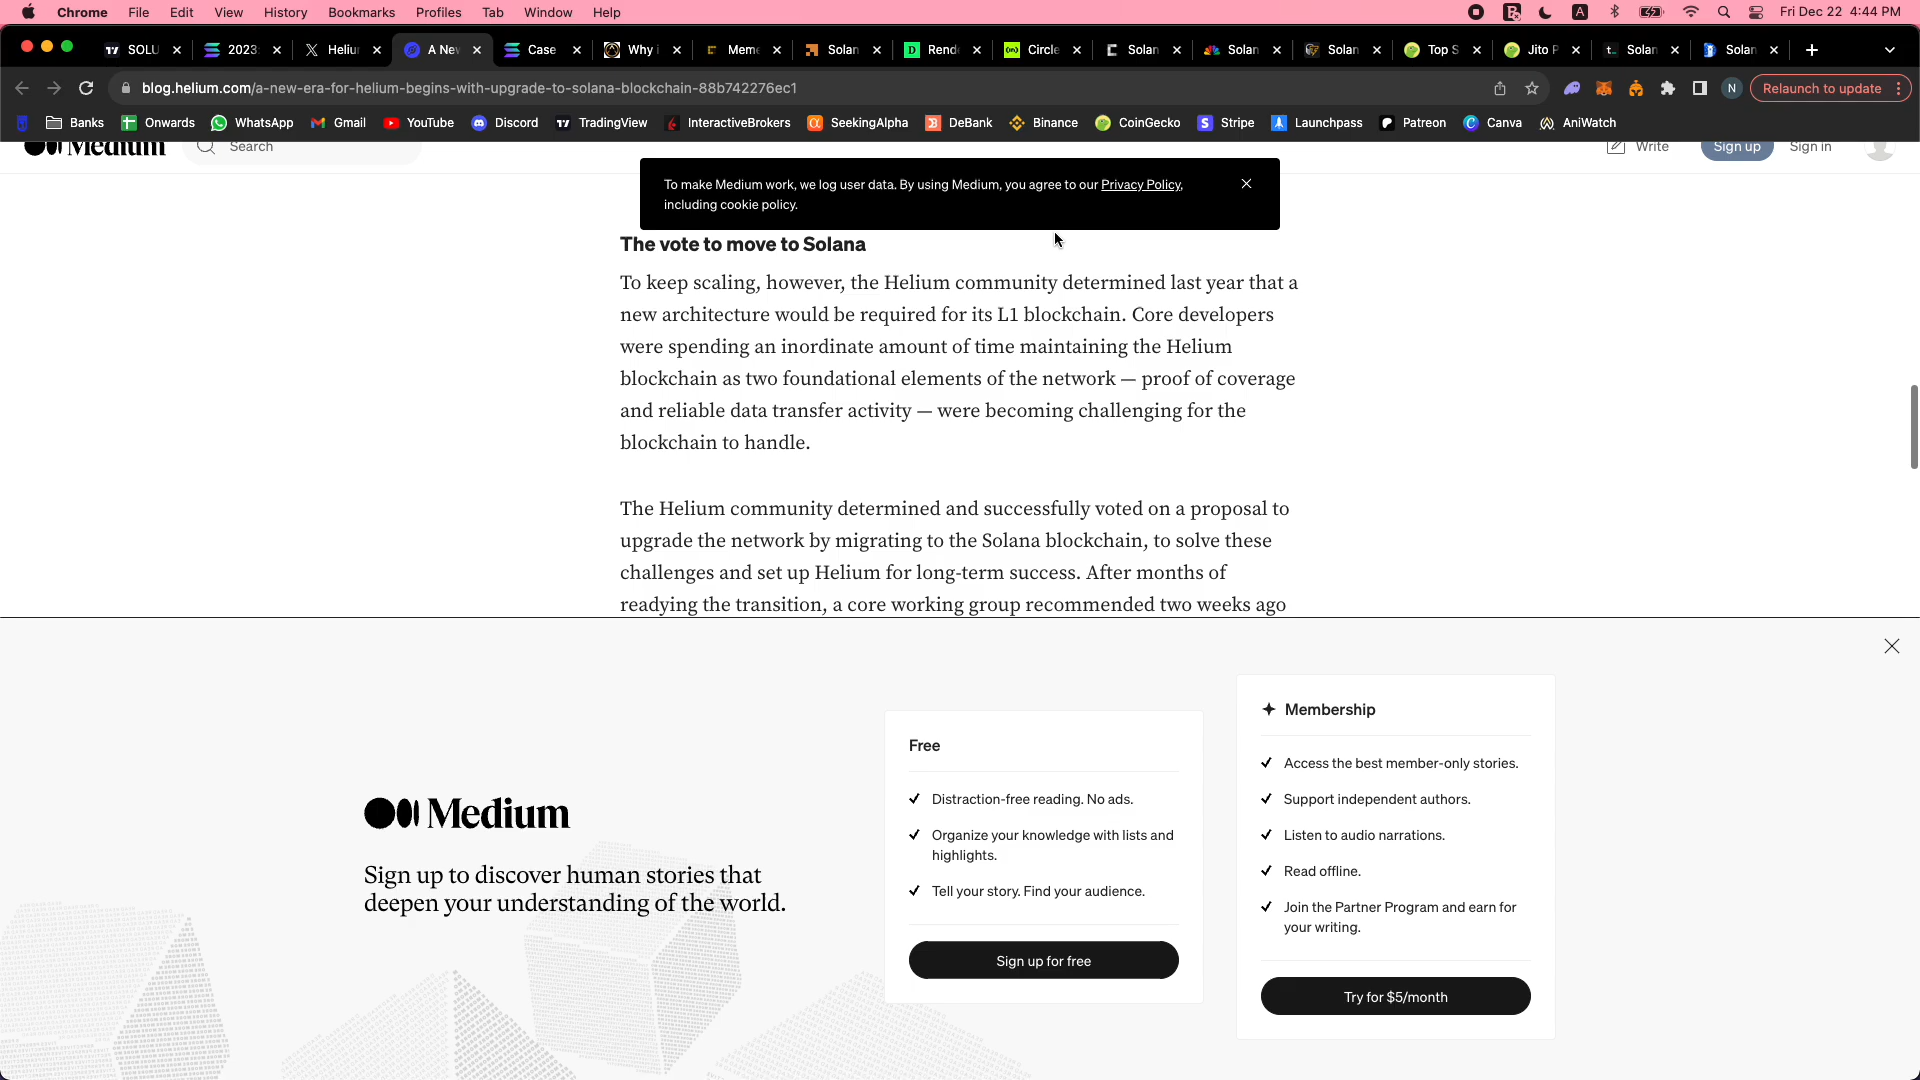 Chrome File Edit View History Bookmarks Profiles Tab Window Help A Fri Dec 22 4:44 PM
SOLU 2023 Heliu A Nev Case Why i Meme Solan Rend Circle Solan Solan Solan Top S Jito P Solan Solan
blog.helium.com/a-new-era-for-helium-begins-with-upgrade-to-solana-blockchain-88b742276ec1 N Relaunch to update
Banks Onwards WhatsApp Gmail YouTube Discord TradingView InteractiveBrokers SeekingAlpha DeBank Binance CoinGecko Stripe Launchpass Patreon Canva AniWatch
Medium Search Write Sign up Sign in
To make Medium work, we log user data. By using Medium, you agree to our Privacy Policy,
including cookie policy.
The vote to move to Solana
To keep scaling, however, the Helium community determined last year that a
new architecture would be required for its L1 blockchain. Core developers
were spending an inordinate amount of time maintaining the Helium
blockchain as two foundational elements of the network — proof of coverage
and reliable data transfer activity — were becoming challenging for the
blockchain to handle.
The Helium community determined and successfully voted on a proposal to
upgrade the network by migrating to the Solana blockchain, to solve these
challenges and set up Helium for long-term success. After months of
readying the transition, a core working group recommended two weeks ago
Medium
Sign up to discover human stories that
deepen your understanding of the world.
Free
Distraction-free reading. No ads.
Organize your knowledge with lists and
highlights.
Tell your story. Find your audience.
Sign up for free
Membership
Access the best member-only stories.
Support independent authors.
Listen to audio narrations.
Read offline.
Join the Partner Program and earn for
your writing.
Try for $5/month